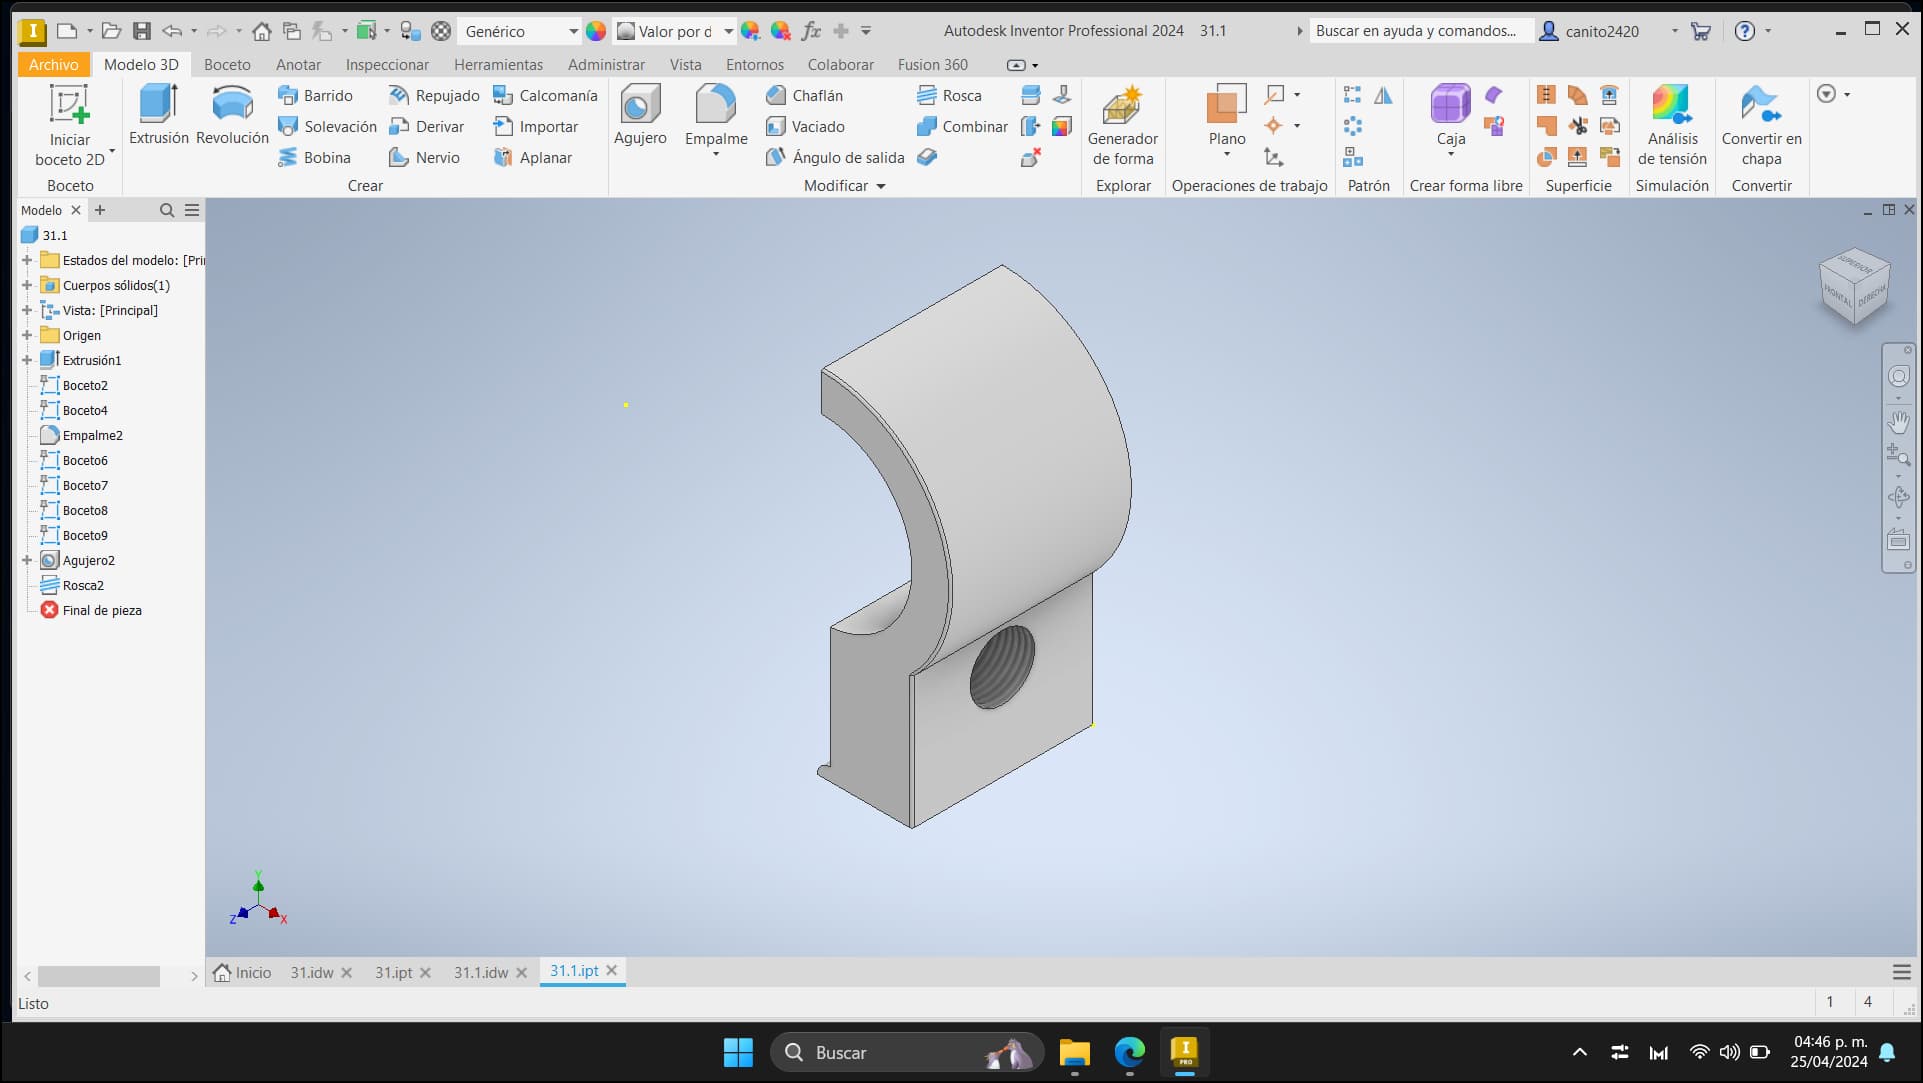 Genérico
Valor por d
fx
Autodesk Inventor Professional 2024 31.1
Buscar en ayuda y comandos...
canito2420
Archivo
Modelo 3D
Boceto
Anotar
Inspeccionar
Herramientas
Administrar
Vista
Entornos
Colaborar
Fusion 360
Iniciar
boceto 2D
Boceto
Extrusión
Revolución
Barrido
Solevación
Bobina
Repujado
Derivar
Nervio
Calcomanía
Importar
Aplanar
Crear
Agujero
Empalme
Chaflán
Vaciado
Ángulo de salida
Rosca
Combinar
Modificar
Generador
de forma
Explorar
Plano
Operaciones de trabajo
Patrón
Caja
Crear forma libre
Superficie
Análisis
de tensión
Simulación
Convertir en
chapa
Convertir
Modelo
31.1
Estados del modelo: [Pri
Cuerpos sólidos(1)
Vista: [Principal]
Origen
Extrusión1
Boceto2
Boceto4
Empalme2
Boceto6
Boceto7
Boceto8
Boceto9
Agujero2
Rosca2
Final de pieza
SUPERIOR
FRONTAL
DERECHA
Y
Z
X
Inicio
31.idw
31.ipt
31.1.idw
31.1.ipt
Listo
1
4
Buscar
I
PRO
04:46 p. m.
25/04/2024